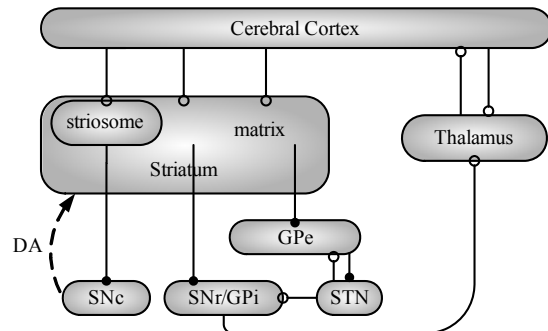 Cerebral Cortex
striosome
matrix
Thalamus
Striatum
GPe
DA
SNc
SNr/GPi
STN